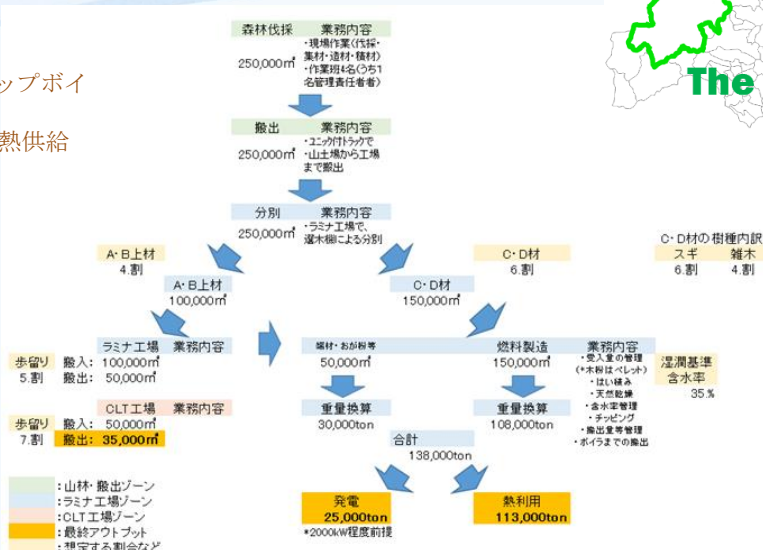 ップボイ
熱供給
The
森林伐採 業務内容
250,000㎥
・現場作業(伐採・
集材・造材・積材)
・作業班4名(うち1
名管理責任者者)
搬出 業務内容
250,000㎥
・ユニック付トラックで
・山土場から工場
まで搬出
分別 業務内容
250,000㎥
・ラミナ工場で、
選木機による分別
A・B上材
4.割
A・B上材
100,000㎥
C・D材
6.割
C・D材
150,000㎥
C・D材の樹種内訳
スギ 雑木
6.割 4.割
ラミナ工場 業務内容
歩留り 搬入: 100,000㎥
5.割 搬出: 50,000㎥
CLT工場 業務内容
歩留り 搬入: 50,000㎥
7.割 搬出: 35,000㎥
端材・おが粉等
50,000㎥
重量換算
30,000ton
燃料製造 業務内容
150,000㎥
・受入量の管理
(*木粉はペレット)
・はい積み
・天然乾燥
・含水率管理
・チッピング
・搬出量等管理
・ボイラまでの搬出
湿潤基準
含水率
35.%
重量換算
108,000ton
合計
138,000ton
発電
25,000ton
*2000kW程度前提
熱利用
113,000ton
:山林・搬出ゾーン
:ラミナ工場ゾーン
:CLT工場ゾーン
:最終アウトプット
:想定する割合など